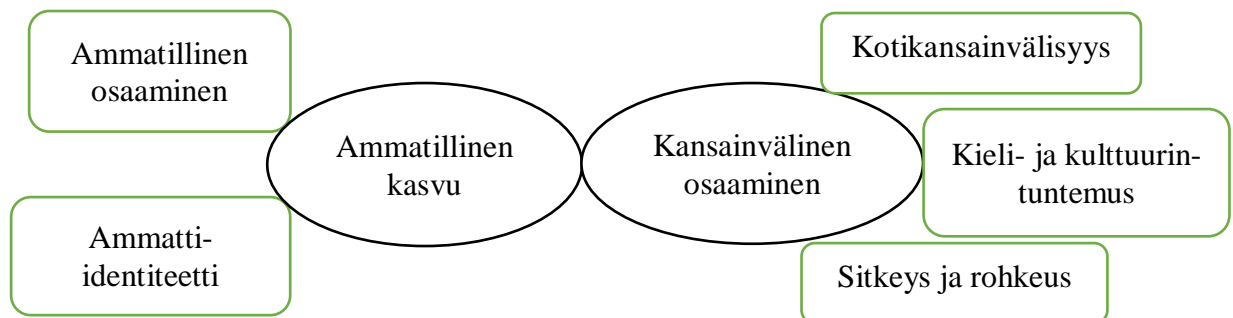 Ammatillinen
osaaminen
Ammatti-
identiteetti
Ammatillinen
kasvu
Kansainvälinen
osaaminen
Kotikansainvälisyys
Kieli- ja kulttuurin-
tuntemus
Sitkeys ja rohkeus